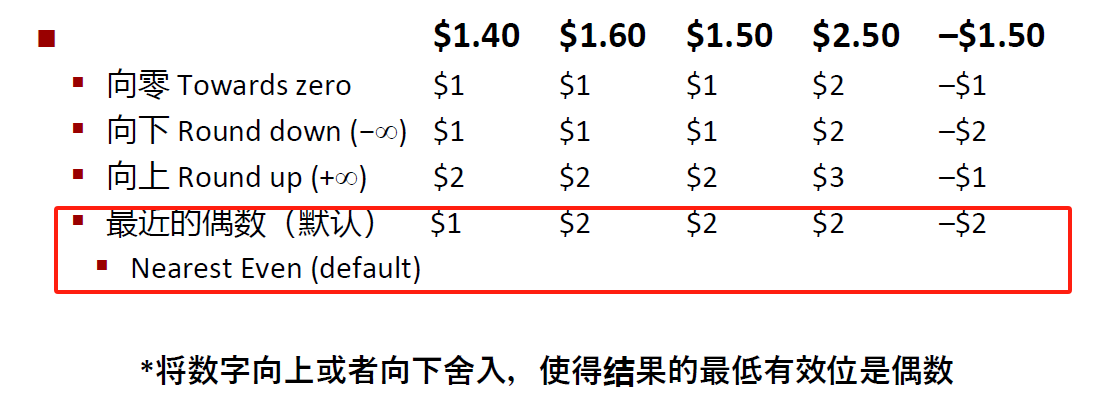 $1.40 $1.60 $1.50 $2.50 –$1.50
向零 Towards zero $1 $1 $1 $2 –$1
向下 Round down (−∞) $1 $1 $1 $2 –$2
向上 Round up (+∞) $2 $2 $2 $3 –$1
最近的偶数（默认） $1 $2 $2 $2 –$2
Nearest Even (default)
*将数字向上或者向下舍入，使得结果的最低有效位是偶数